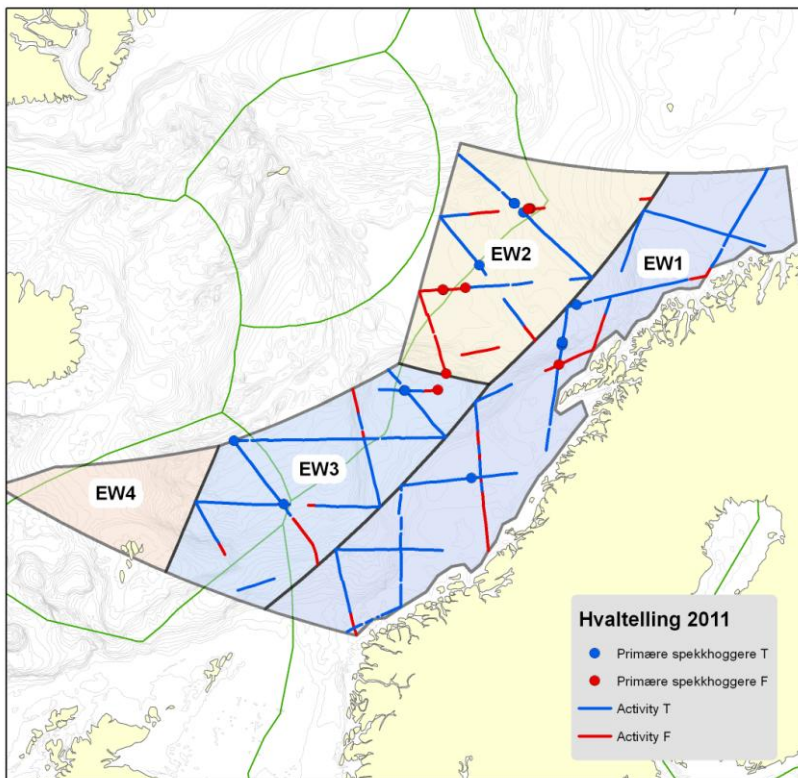 EW2
EW1
EW3
EW4
Hvaltelling 2011
Primære spekkhoggere T
Primære spekkhoggere F
Activity T
Activity F